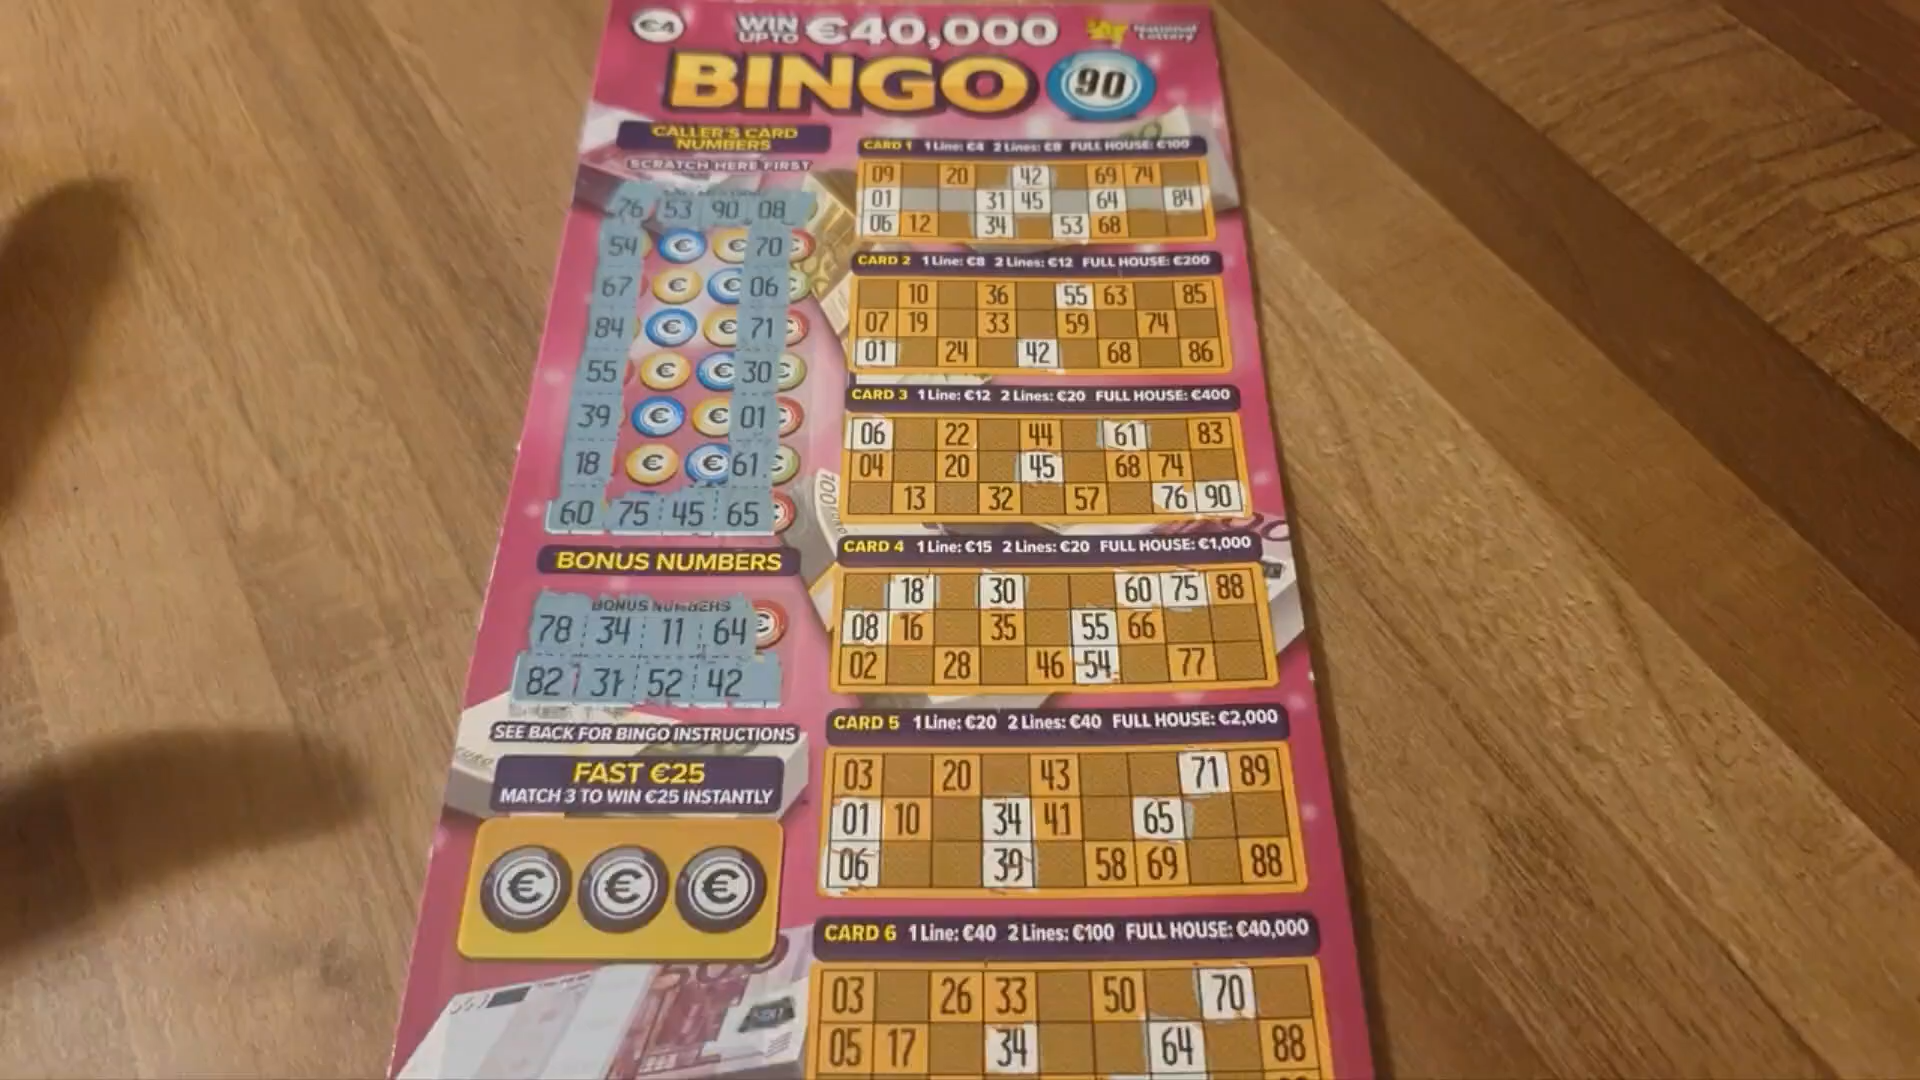 €4 WIN UP TO €40,000 National Lottery
BINGO 90
CALLER'S CARD NUMBERS
SCRATCH HERE FIRST
76 53 90 08
54 € € 70
67 € € 06
84 € € 71
55 € € 30
39 € € 01
18 € € 61
60 75 45 65
BONUS NUMBERS
BONUS NUMBERS
78 34 11 64
82 31 52 42
SEE BACK FOR BINGO INSTRUCTIONS
FAST €25
MATCH 3 TO WIN €25 INSTANTLY
€ € €
CARD 1 1 Line: €4 2 Lines: €8 FULL HOUSE: €100
09 20 42 69 74
01 31 45 64 84
06 12 34 53 68
CARD 2 1 Line: €8 2 Lines: €12 FULL HOUSE: €200
10 36 55 63 85
07 19 33 59 74
01 24 42 68 86
CARD 3 1 Line: €12 2 Lines: €20 FULL HOUSE: €400
06 22 44 61 83
04 20 45 68 74
13 32 57 76 90
CARD 4 1 Line: €15 2 Lines: €20 FULL HOUSE: €1,000
18 30 60 75 88
08 16 35 55 66
02 28 46 54 77
CARD 5 1 Line: €20 2 Lines: €40 FULL HOUSE: €2,000
03 20 43 71 89
01 10 34 41 65
06 39 58 69 88
CARD 6 1 Line: €40 2 Lines: €100 FULL HOUSE: €40,000
03 26 33 50 70
05 17 34 64 88